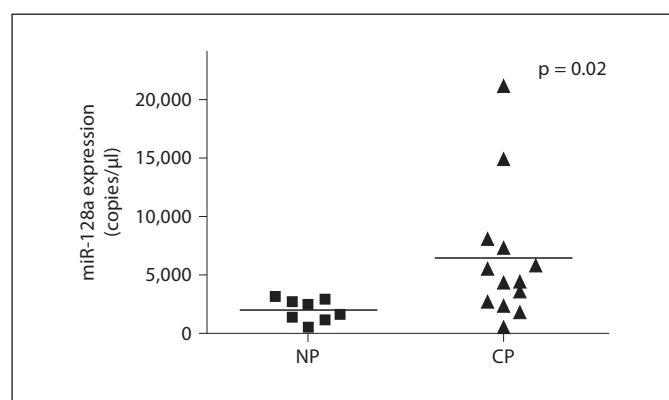 p = 0.02
miR-128a expression
(copies/µl)
20,000
15,000
10,000
5,000
0
NP
CP